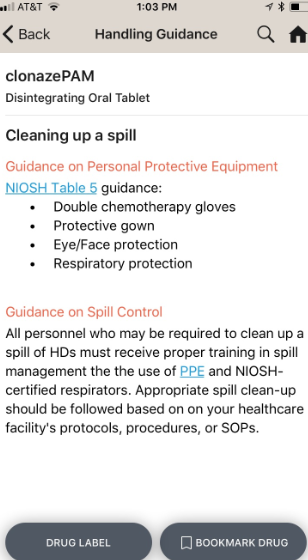 AT&T 1:03 PM
Back Handling Guidance
clonazePAM
Disintegrating Oral Tablet
Cleaning up a spill
Guidance on Personal Protective Equipment
NIOSH Table 5 guidance:
• Double chemotherapy gloves
• Protective gown
• Eye/Face protection
• Respiratory protection
Guidance on Spill Control
All personnel who may be required to clean up a
spill of HDs must receive proper training in spill
management the the use of PPE and NIOSH-
certified respirators. Appropriate spill clean-up
should be followed based on on your healthcare
facility's protocols, procedures, or SOPs.
DRUG LABEL BOOKMARK DRUG